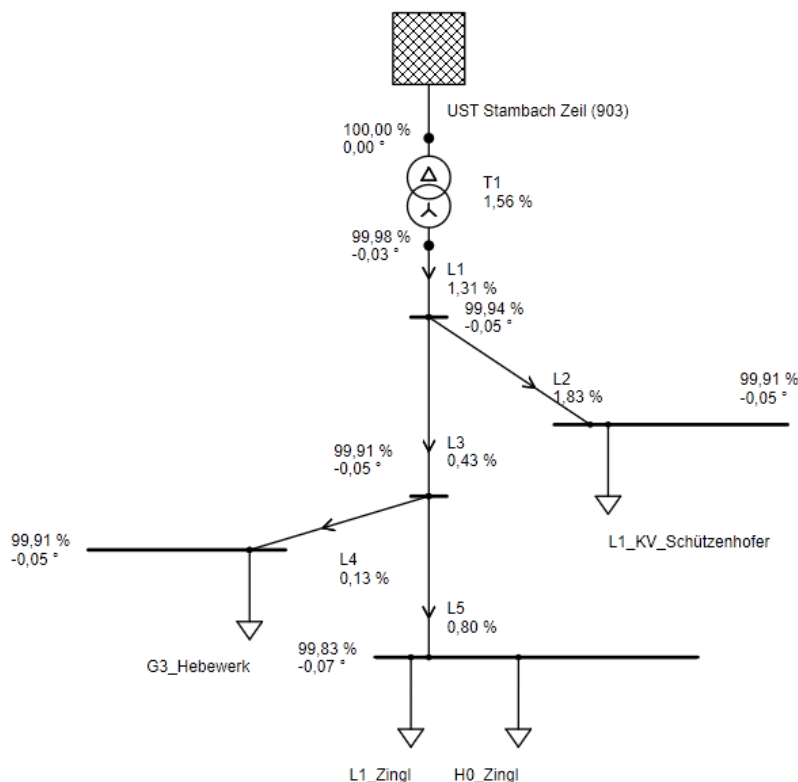 UST Stambach Zeil (903)
100,00 %
0,00 °
T1
1,56 %
99,98 %
-0,03 °
L1
1,31 %
99,94 %
-0,05 °
L2
1,83 %
99,91 %
-0,05 °
L3
0,43 %
99,91 %
-0,05 °
L1_KV_Schützenhofer
99,91 %
-0,05 °
L4
0,13 %
L5
0,80 %
G3_Hebewerk
99,83 %
-0,07 °
L1_Zingl
H0_Zingl